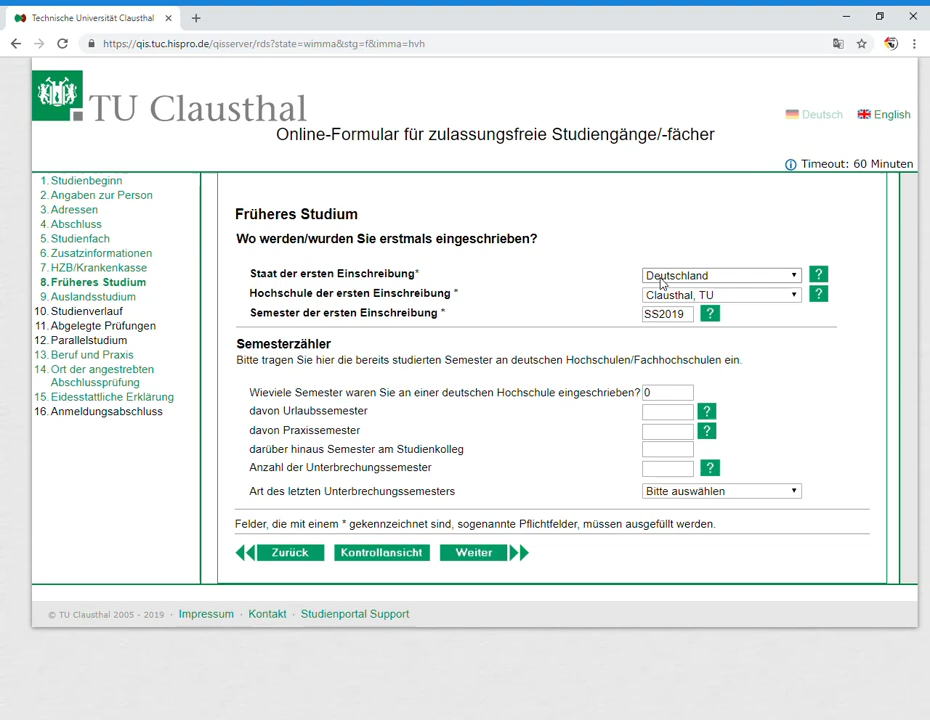 Technische Universität Clausthal
https://qis.tuc.hispro.de/qisserver/rds?state=wimma&stg=f&imma=hvh
TU Clausthal
Deutsch English
Online-Formular für zulassungsfreie Studiengänge/-fächer
Timeout: 60 Minuten
1. Studienbeginn
2. Angaben zur Person
3. Adressen
4. Abschluss
5. Studienfach
6. Zusatzinformationen
7. HZB/Krankenkasse
8. Früheres Studium
9. Auslandsstudium
10. Studienverlauf
11. Abgelegte Prüfungen
12. Parallelstudium
13. Beruf und Praxis
14. Ort der angestrebten
Abschlussprüfung
15. Eidesstattliche Erklärung
16. Anmeldungsabschluss
Früheres Studium
Wo werden/wurden Sie erstmals eingeschrieben?
Staat der ersten Einschreibung* Deutschland ?
Hochschule der ersten Einschreibung * Clausthal, TU ?
Semester der ersten Einschreibung * SS2019 ?
Semesterzähler
Bitte tragen Sie hier die bereits studierten Semester an deutschen Hochschulen/Fachhochschulen ein.
Wieviele Semester waren Sie an einer deutschen Hochschule eingeschrieben? 0
davon Urlaubssemester ?
davon Praxissemester ?
darüber hinaus Semester am Studienkolleg
Anzahl der Unterbrechungssemester ?
Art des letzten Unterbrechungssemesters Bitte auswählen
Felder, die mit einem * gekennzeichnet sind, sogenannte Pflichtfelder, müssen ausgefüllt werden.
Zurück Kontrollansicht Weiter
© TU Clausthal 2005 - 2019 · Impressum · Kontakt · Studienportal Support